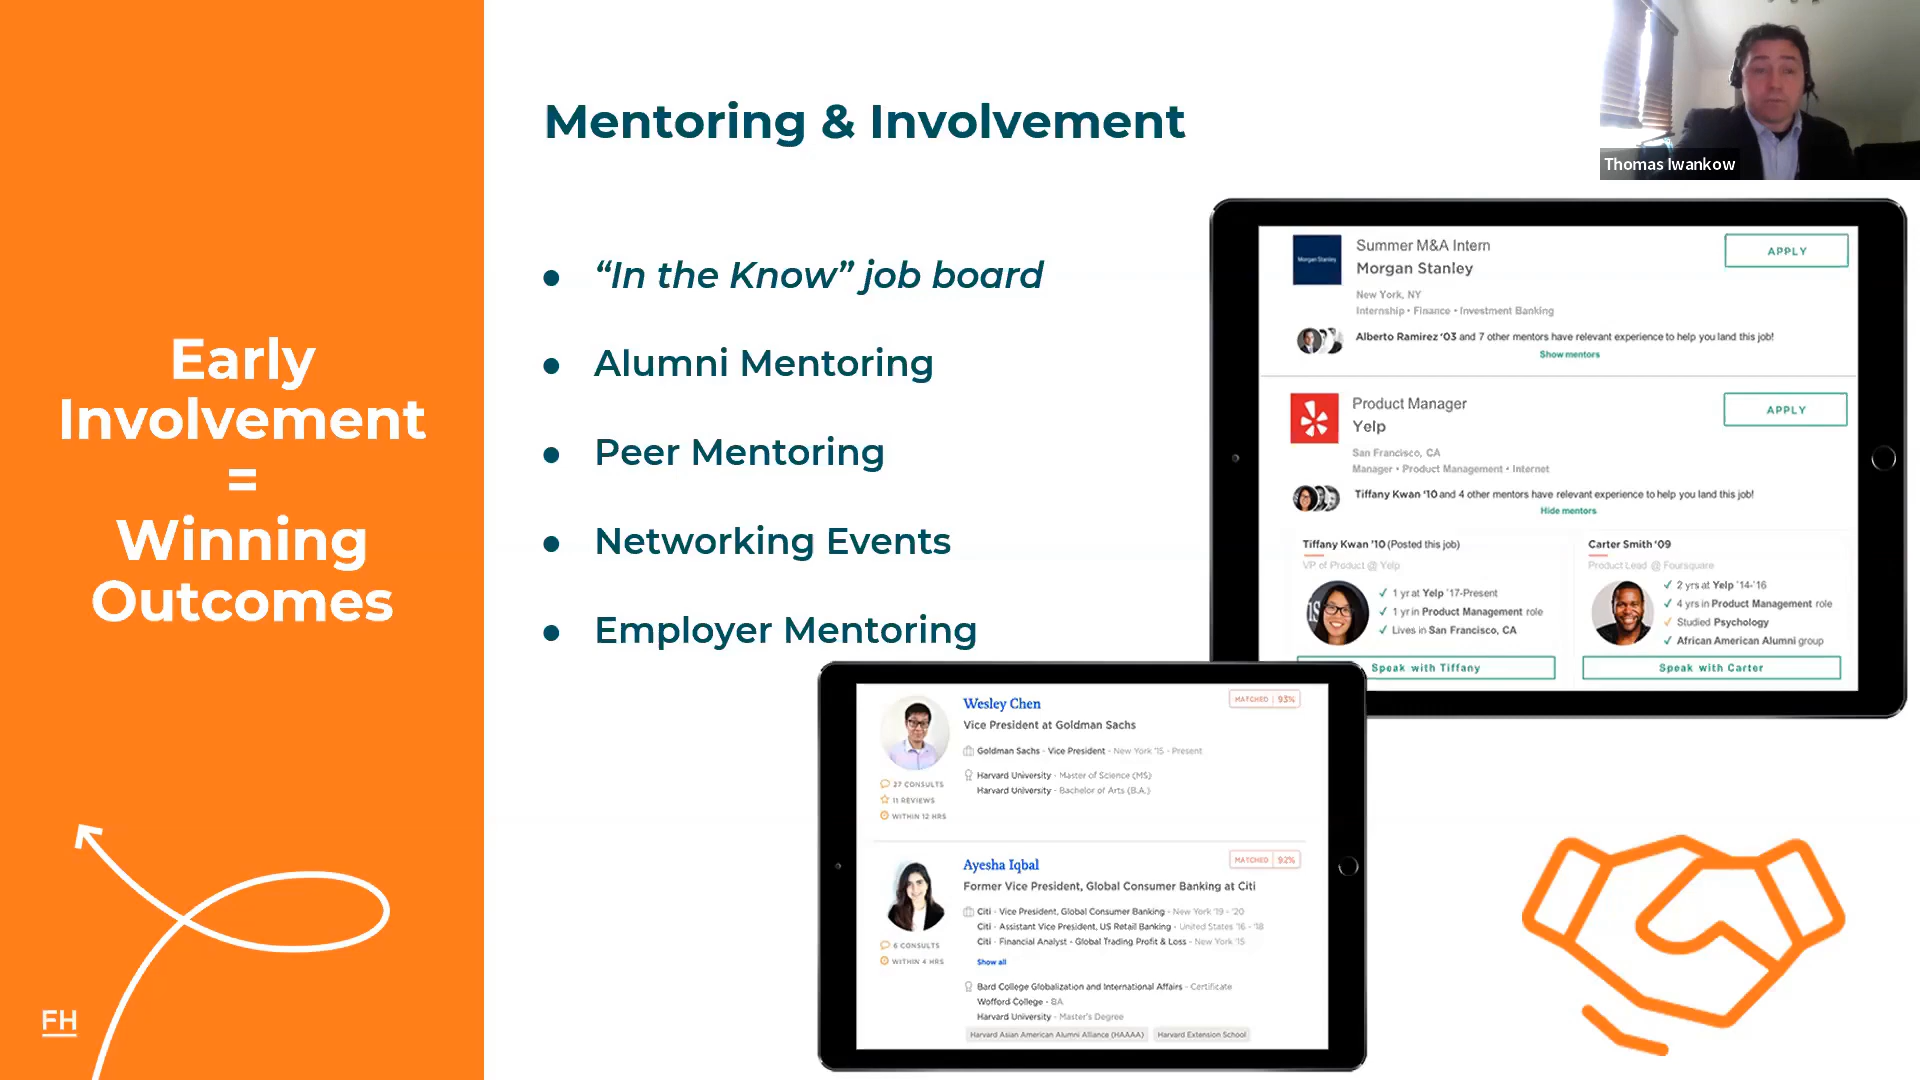 Early
Involvement
=
Winning
Outcomes
FH
Mentoring & Involvement
“In the Know” job board
Alumni Mentoring
Peer Mentoring
Networking Events
Employer Mentoring
Thomas Iwankow
Morgan Stanley
Summer M&A Intern
Morgan Stanley
APPLY
New York, NY
Internship • Finance • Investment Banking
Alberto Ramirez ‘03 and 7 other mentors have relevant experience to help you land this job!
Show mentors
Product Manager
Yelp
APPLY
San Francisco, CA
Manager • Product Management • Internet
Tiffany Kwan ‘10 and 4 other mentors have relevant experience to help you land this job!
Hide mentors
Tiffany Kwan ’10 (Posted this job)
VP of Product @ Yelp
1 yr at Yelp ’17-Present
1 yr in Product Management role
Lives in San Francisco, CA
Speak with Tiffany
Carter Smith ‘09
Product Lead @ Foursquare
2 yrs at Yelp ’14-’16
4 yrs in Product Management role
Studied Psychology
African American Alumni group
Speak with Carter
Wesley Chen
MATCHED | 93%
Vice President at Goldman Sachs
Goldman Sachs - Vice President - New York '15 - Present
Harvard University - Master of Science (MS)
Harvard University - Bachelor of Arts (B.A.)
27 CONSULTS
11 REVIEWS
WITHIN 12 HRS
Ayesha Iqbal
MATCHED | 92%
Former Vice President, Global Consumer Banking at Citi
Citi - Vice President, Global Consumer Banking - New York '19 - '20
Citi - Assistant Vice President, US Retail Banking - United States '16 - '18
Citi - Financial Analyst - Global Trading Profit & Loss - New York '15
Show all
6 CONSULTS
WITHIN 4 HRS
Bard College Globalization and International Affairs - Certificate
Wofford College - BA
Harvard University - Master's Degree
Harvard Asian American Alumni Alliance (HAAAA)
Harvard Extension School